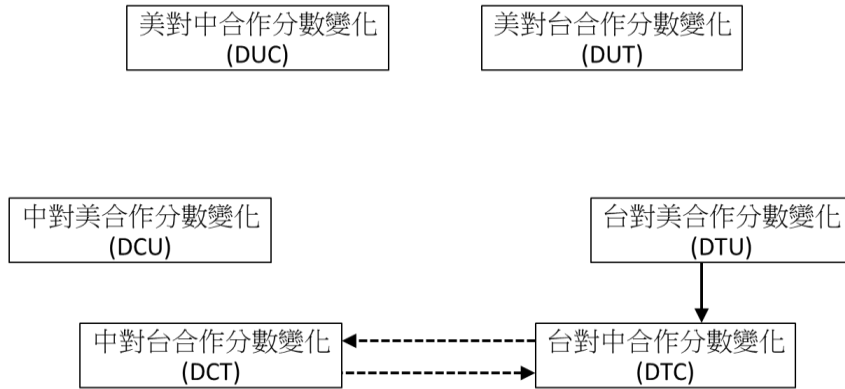 美對中合作分數變化
(DUC)
美對台合作分數變化
(DUT)
中對美合作分數變化
(DCU)
台對美合作分數變化
(DTU)
中對台合作分數變化
(DCT)
台對中合作分數變化
(DTC)